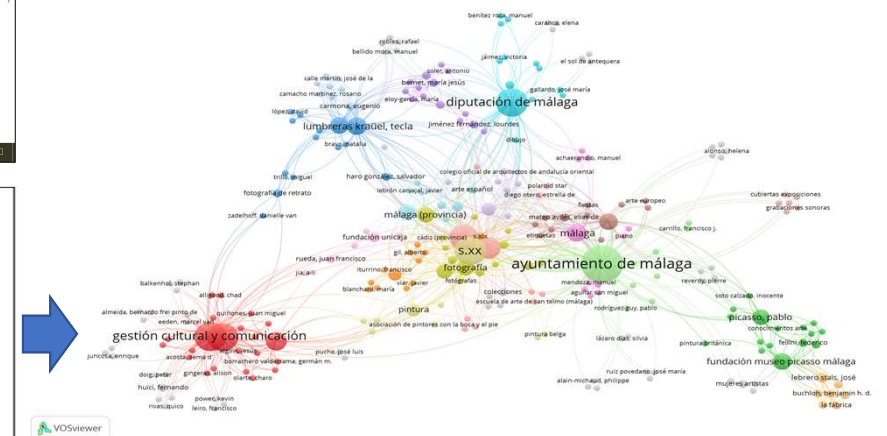 benítez roca, manuel
caranca, elena
robles, rafael
bellido mora, manuel
jáimez, victoria
el sol de antequera
soler, antonio
calle martín, josé de la
bornet, maría jesús
gallardo, josé maría
camacho martínez, rosario
eloy-garcía, maría
diputación de málaga
carmona, eugenio
lópez, david
lumbreras krauel, tecla
jiménez fernández, lourdes
bravo, natalia
dibujo
achaerandio, manuel
alonso, helena
colegio oficial de arquitectos de andalucía oriental
trillo, miguel
haro gonzález, salvador
polaroid star
fotografía de retrato
lebrón carvajal, javier
arte español
diego otero, estrella de
arte europeo
cubiertas exposiciones
fiestas
grabaciones sonoras
zadelhoff, danielle van
málaga (provincia)
mateo avilés, elías de
carrillo, francisco j.
fundación unicaja
cádiz (provincia)
s.xix
etiquetas
málaga
piano
gil, alberto
s.xx
rueda, juan francisco
ayuntamiento de málaga
jia, aili
iturrino, francisco
fotografía
balkenhol, stephan
viar, javier
fotógrafas
mendoza, manuel
reverdy, pierre
blanchard, maría
colecciones
aguilar, san miguel
armstrong, chad
escuela de arte de san telmo (málaga)
soto calzado, inocente
almeida, bernardo frei pinto de
quiñones, juan miguel
pintura
rodríguez guy, pablo
picasso, pablo
eeden, marcel van
asociación de pintores con la boca y el pie
conocimientos arte
gestión cultural y comunicación
pintura belga
lázaro díaz, silvia
pintura británica
fellini, federico
juncosa, enrique
acosta, gema d'
puche, josé luis
borrachero valderrama, germán m.
fundación museo picasso málaga
doig, peter
gingeras, alison
olarte, charo
ruiz povedano, josé maría
lebrero stals, josé
huici, fernando
alain-michaud, philippe
mujeres artistas
power, kevin
buchloh, benjamin h. d.
rivas, quico
leiro, francisco
la fábrica
VOSviewer